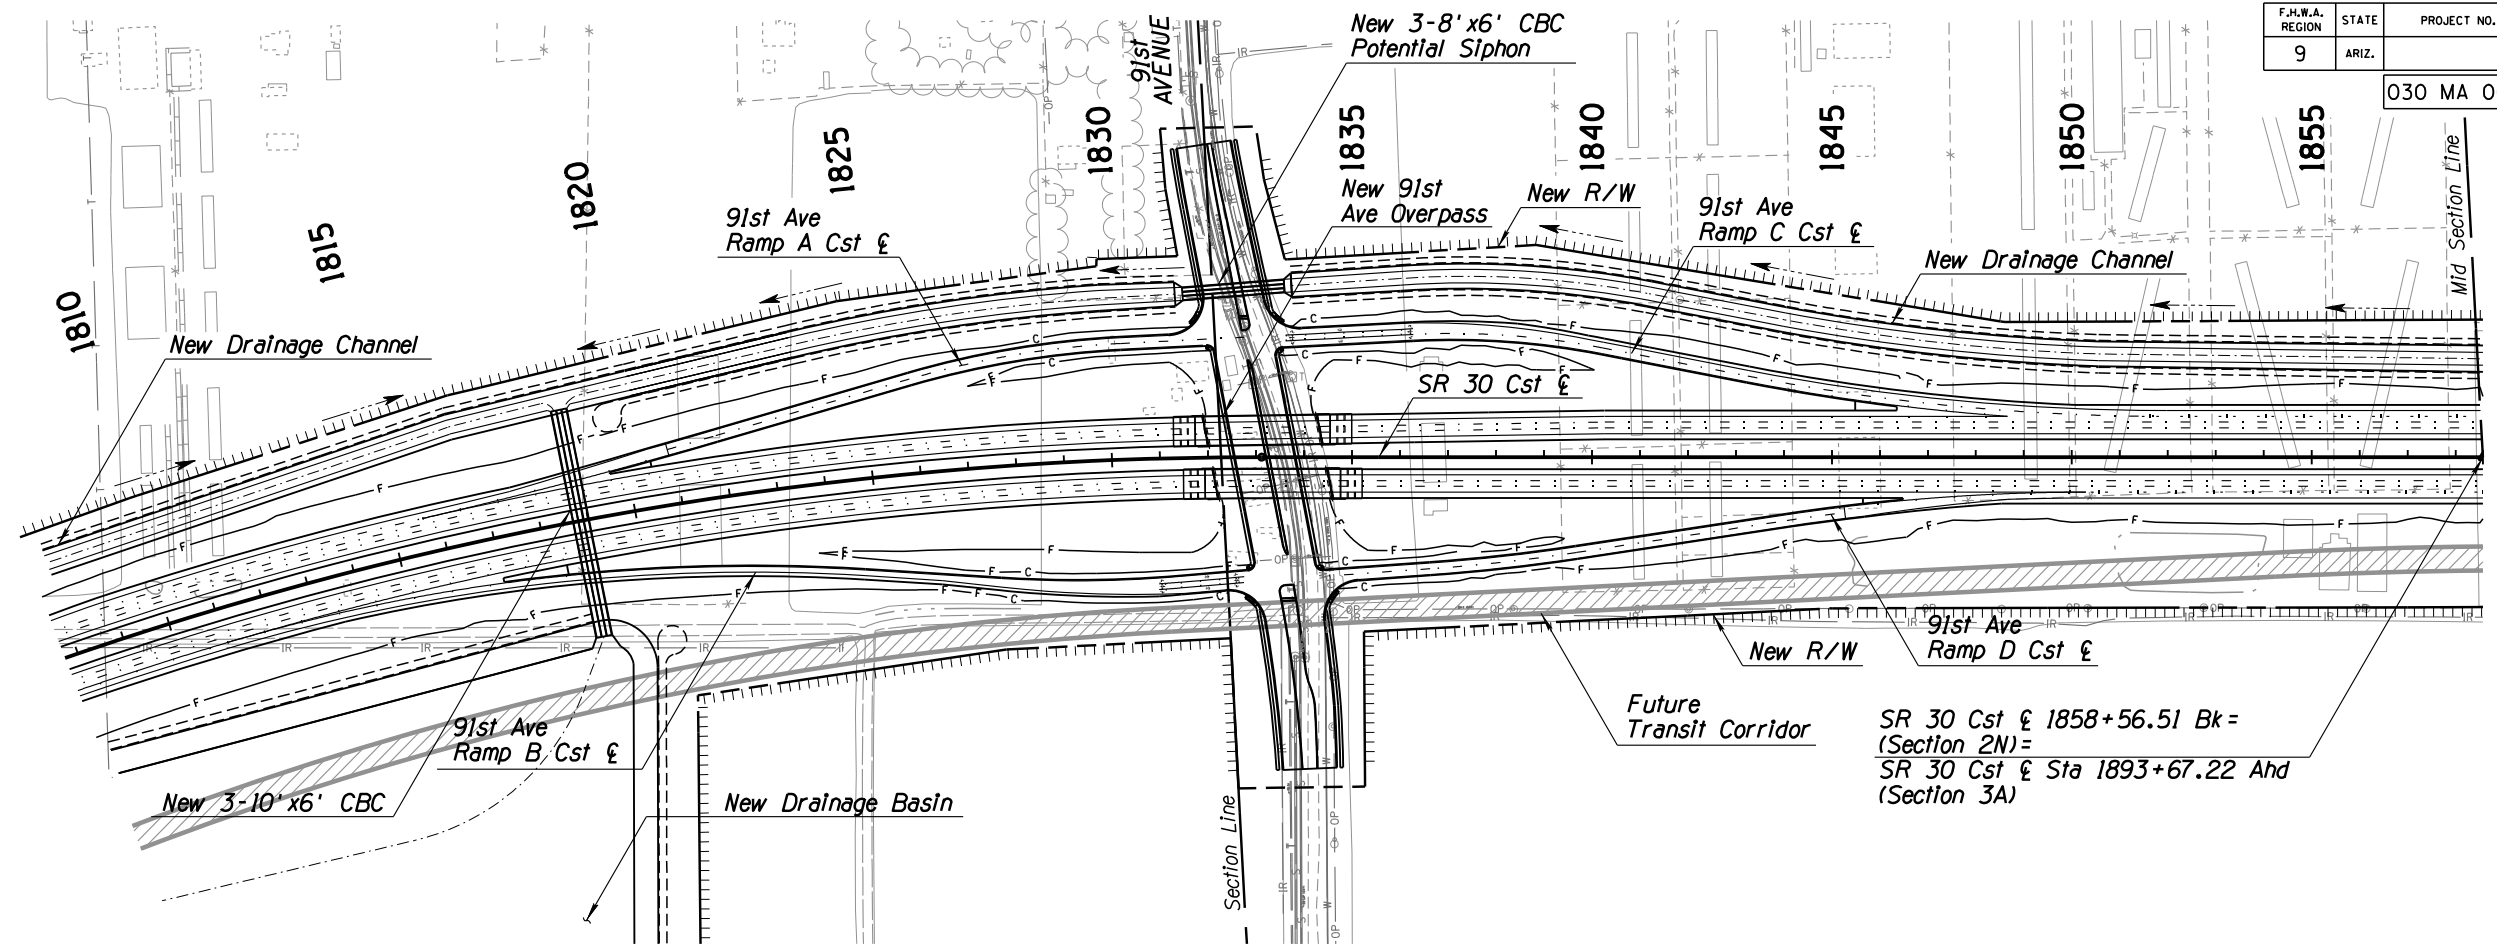 New 3-8'x6' CBC
Potential Siphon
91st
AVENUE
F.H.W.A.
REGION
STATE
PROJECT NO.
9
ARIZ.
030 MA 0
1810
1815
1820
1825
1830
1835
1840
1845
1850
1855
Mid Section Line
New 91st
Ave Overpass
New R/W
91st Ave
Ramp A Cst ℄
91st Ave
Ramp C Cst ℄
New Drainage Channel
New Drainage Channel
SR 30 Cst ℄
91st Ave
Ramp B Cst ℄
New 3-10'x6' CBC
New Drainage Basin
Section Line
New R/W
91st Ave
Ramp D Cst ℄
Future
Transit Corridor
SR 30 Cst ℄ 1858+56.51 Bk=
(Section 2N)=
SR 30 Cst ℄ Sta 1893+67.22 Ahd
(Section 3A)